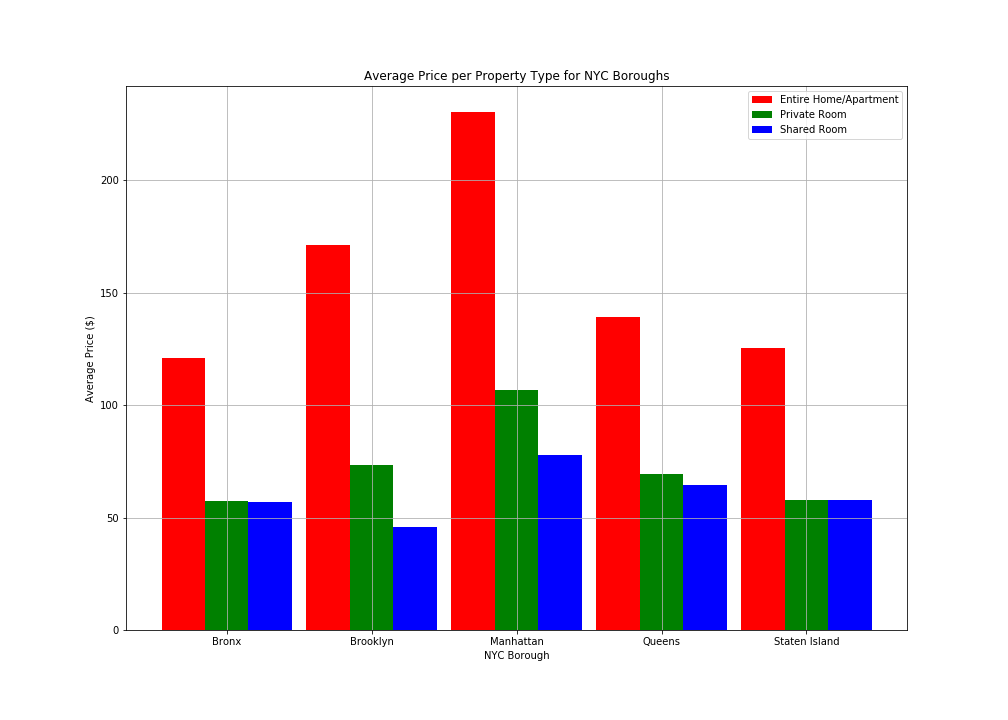 Average Price per Property Type for NYC Boroughs
Entire Home/Apartment
Private Room
Shared Room
Average Price ($)
200
150
100
50
0
Bronx Brooklyn Manhattan Queens Staten Island
NYC Borough